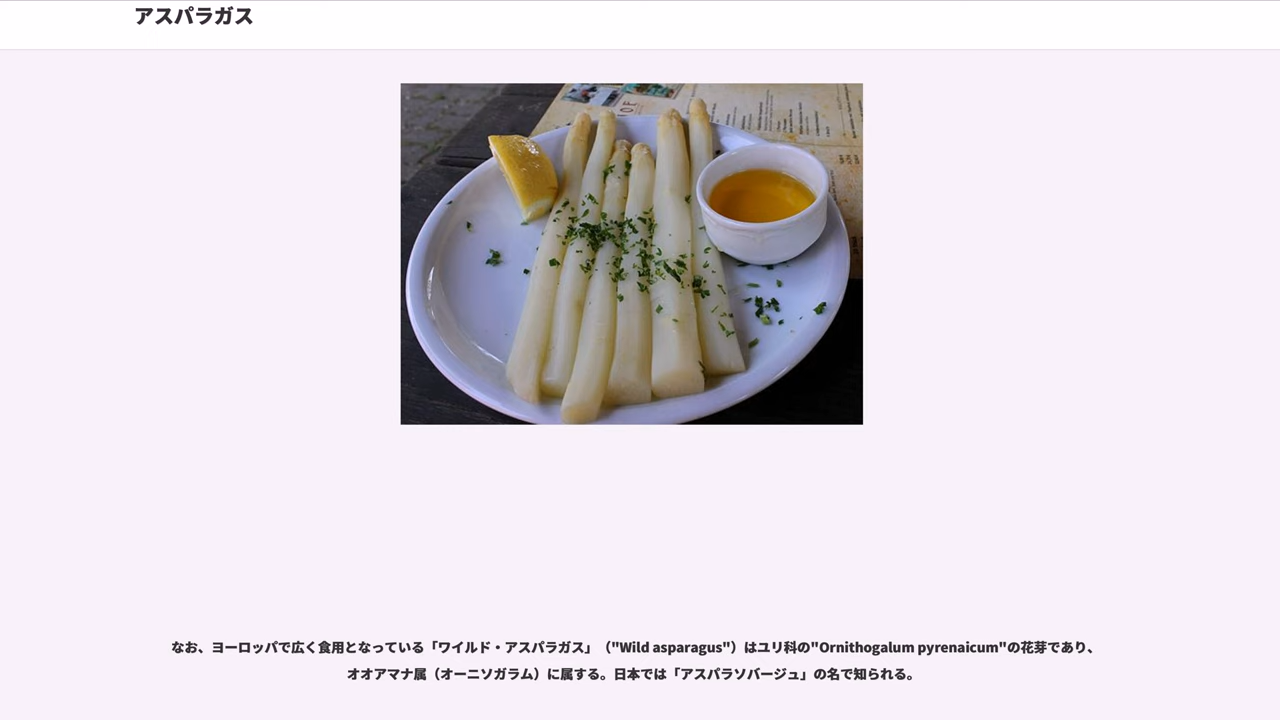 アスパラガス
なお、ヨーロッパで広く食用となっている「ワイルド・アスパラガス」（"Wild asparagus"）はユリ科の"Ornithogalum pyrenaicum"の花芽であり、
オオアマナ属（オーニソガラム）に属する。日本では「アスパラソバージュ」の名で知られる。